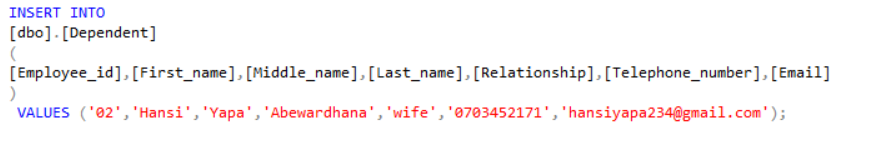 INSERT INTO
[dbo].[Dependent]
(
[Employee_id],[First_name],[Middle_name],[Last_name],[Relationship],[Telephone_number],[Email]
)
VALUES ('02','Hansi','Yapa','Abewardhana','wife','0703452171','hansiyapa234@gmail.com');